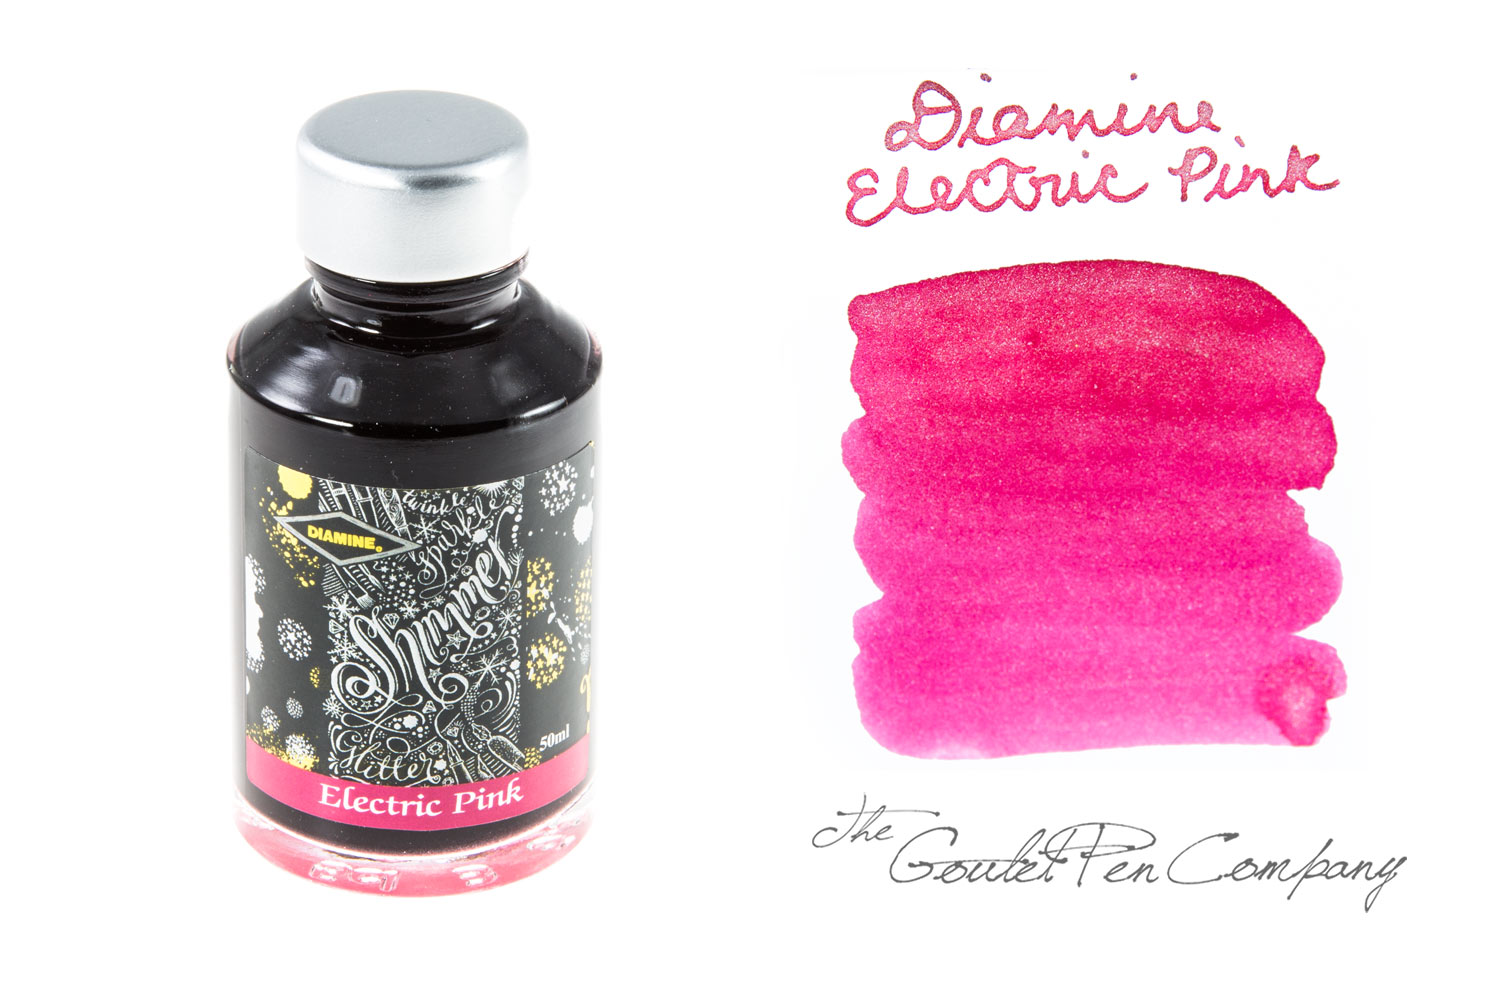 twinkle
sparkle
DIAMINE
Shimmer
50ml
Glitter
Electric Pink
Diamine
Electric Pink
The
Goulet Pen Company